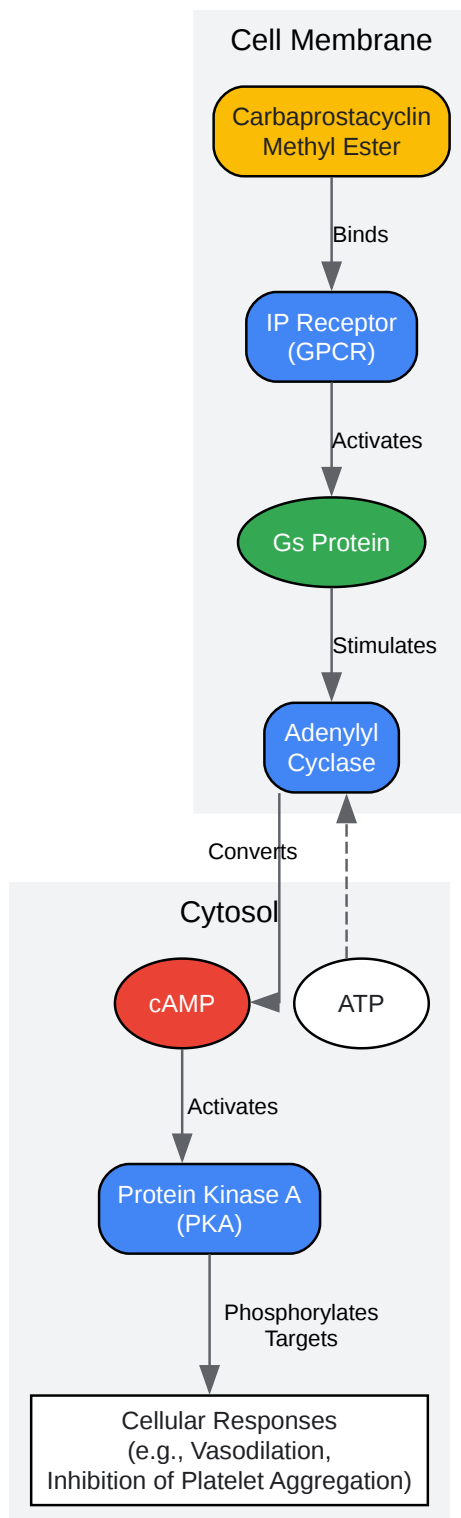 Cell Membrane
Carbaprostacyclin
Methyl Ester
Binds
IP Receptor
(GPCR)
Activates
Gs Protein
Stimulates
Adenylyl
Cyclase
Converts
Cytosol
cAMP
ATP
Activates
Protein Kinase A
(PKA)
Phosphorylates
Targets
Cellular Responses
(e.g., Vasodilation,
Inhibition of Platelet Aggregation)